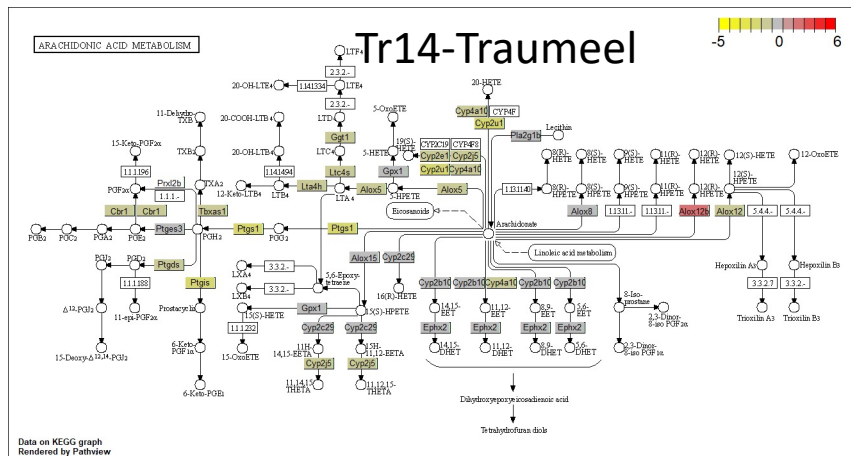 Tr14-Traumeel
-5 0 6
ARACHIDONIC ACID METABOLISM
LTF4
2.3.2.-
20-OH-LTE4
1.14.13.34
LTE4
2.3.2.-
20-HETE
11-Dehydro-TXB2
20-COOH-LTB4
LTD4
5-OxoETE
Cyp4a10
CYP4F
Cyp2u1
Pla2g1b
Lecithin
15-Keto-PGF2α
TXB2
20-OH-LTB4
Ggt1
5-HETE
19(S)-HETE
CYP2C19
CYP4F8
Cyp2e1
Cyp2j5
Cyp2u1
Cyp4a10
8(R)-HETE
8(S)-HETE
9(S)-HETE
11(R)-HETE
12(R)-HETE
12(S)-HETE
12-OxoETE
1.1.1.196
Prxd2b
1.1.1.-
TXA2
1.14.14.94
LTC4
Ltc4s
Gpx1
PGF2α
12-Keto-LTB4
LTB4
Lta4h
LTA4
Alox5
5-HPETE
Alox5
1.13.11.40
8(R)-HPETE
8(S)-HPETE
9(S)-HPETE
11(R)-HPETE
12(R)-HPETE
12(S)-HPETE
Cbr1
Cbr1
Tbxas1
Eicosanoids
Arachidonate
Alox8
1.13.11.-
1.13.11.-
Alox12b
Alox12
5.4.4.-
5.4.4.-
PGB2
PGC2
PGA2
PGE2
Ptges3
PGH2
Ptgs1
PGG2
Ptgs1
Linoleic acid metabolism
PGJ2
PGD2
Ptgds
Alox15
Cyp2c29
LXA4
3.3.2.-
5,6-Epoxy-tetraene
Hepoxilin A3
Hepoxilin B3
1.1.1.188
Ptgis
LXB4
3.3.2.-
16(R)-HETE
Cyp2b10
Cyp2b10
Cyp4a10
Cyp2b10
Cyp2b10
8-Iso-prostane
3.3.2.7
3.3.2.-
Δ12-PGJ2
11-epi-PGF2α
Prostacyclin
15(S)-HETE
Gpx1
15(S)-HPETE
14,15-EET
11,12-EET
8,9-EET
5,6-EET
2,3-Dinor-8-iso PGF2α
Trioxilin A3
Trioxilin B3
1.1.1.232
Cyp2c29
Cyp2c29
Ephx2
Ephx2
Ephx2
Ephx2
15-Deoxy-Δ12,14-PGJ2
6-Keto-PGF1α
15-OxoETE
11H-14,15-EETA
15H-11,12-EETA
14,15-DHET
11,12-DHET
8,9-DHET
5,6-DHET
2,3-Dinor-8-iso PGF1α
Cyp2j5
Cyp2j5
6-Keto-PGE1
11,14,15-THETA
11,12,15-THETA
Dihydroxyepoxyeicosadienoic acid
Tetrahydrofuran diols
Data on KEGG graph
Rendered by Pathview